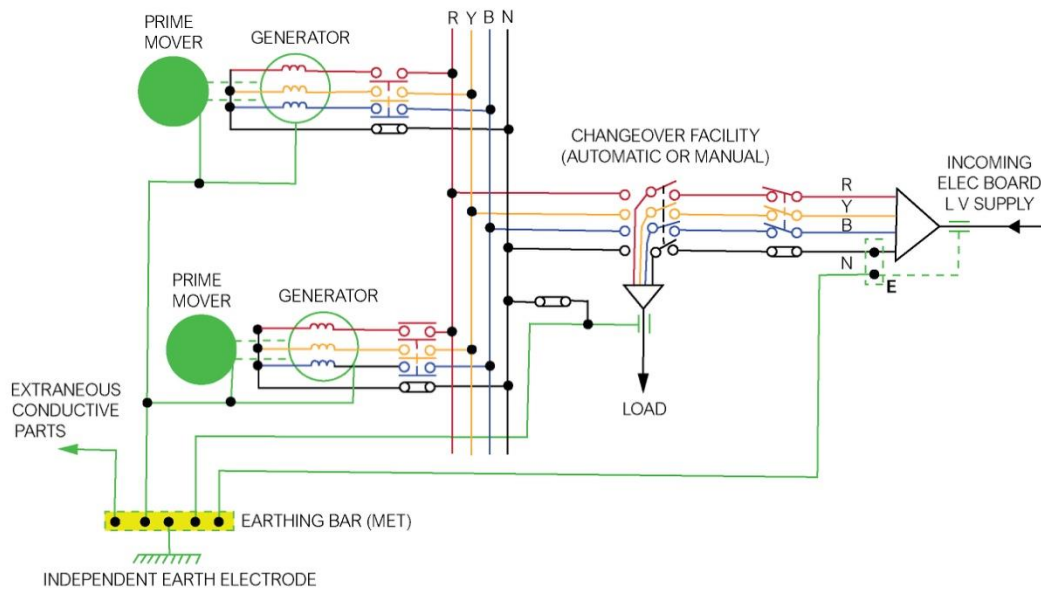 R Y B N
PRIME
MOVER
GENERATOR
CHANGEOVER FACILITY
(AUTOMATIC OR MANUAL)
INCOMING
ELEC BOARD
L V SUPPLY
R
Y
B
N
E
PRIME
MOVER
GENERATOR
LOAD
EXTRANEOUS
CONDUCTIVE
PARTS
EARTHING BAR (MET)
INDEPENDENT EARTH ELECTRODE